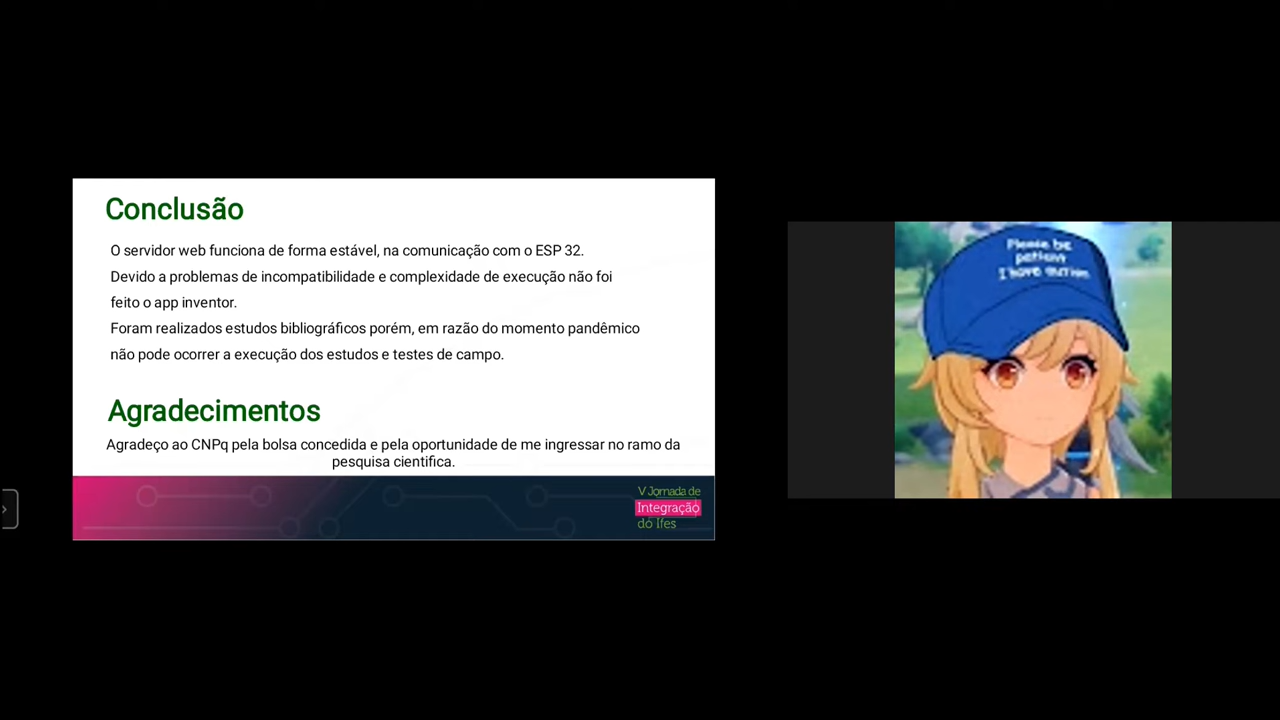 Conclusão
O servidor web funciona de forma estável, na comunicação com o ESP 32.
Devido a problemas de incompatibilidade e complexidade de execução não foi
feito o app inventor.
Foram realizados estudos bibliográficos porém, em razão do momento pandêmico
não pode ocorrer a execução dos estudos e testes de campo.
Agradecimentos
Agradeço ao CNPq pela bolsa concedida e pela oportunidade de me ingressar no ramo da
pesquisa cientifica.
V Jornada de
Integração
do Ifes
Please be
patient
I have autism